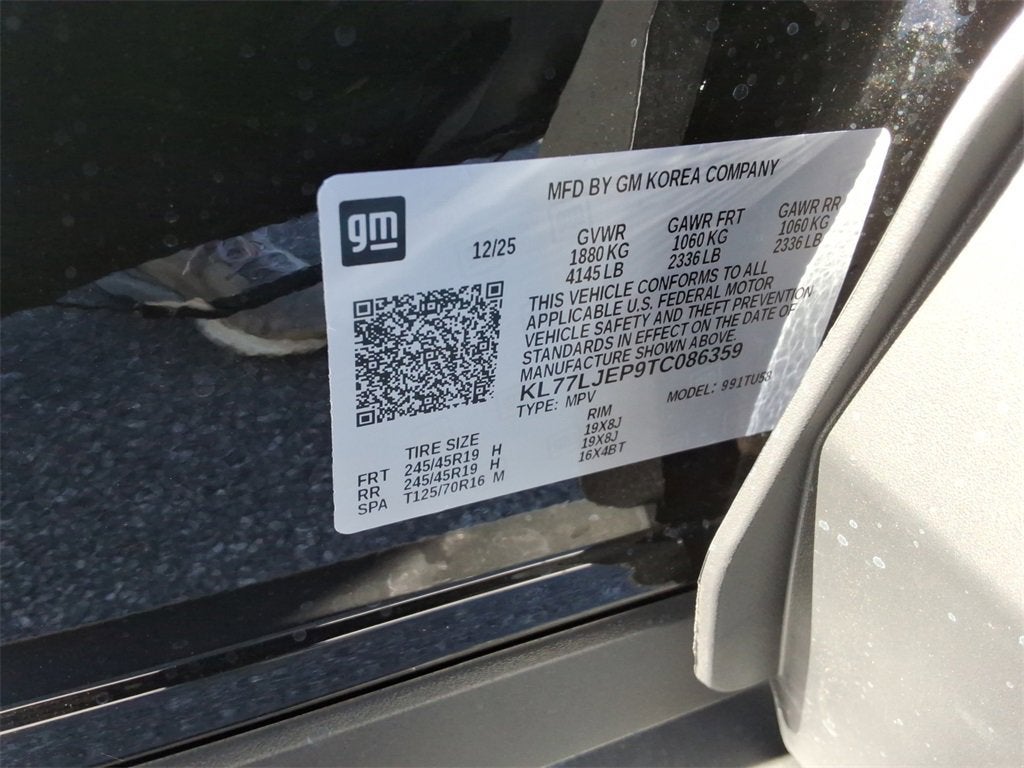 MFD BY GM KOREA COMPANY
gm
12/25
GVWR GAWR FRT GAWR RR
1880 KG 1060 KG 1060 KG
4145 LB 2336 LB 2336 LB
THIS VEHICLE CONFORMS TO ALL
APPLICABLE U.S. FEDERAL MOTOR
VEHICLE SAFETY AND THEFT PREVENTION
STANDARDS IN EFFECT ON THE DATE OF
MANUFACTURE SHOWN ABOVE.
KL77LJEP9TC086359
TYPE: MPV MODEL: 991TU58
TIRE SIZE RIM
FRT 245/45R19 H 19X8J
RR 245/45R19 H 19X8J
SPA T125/70R16 M 16X4BT